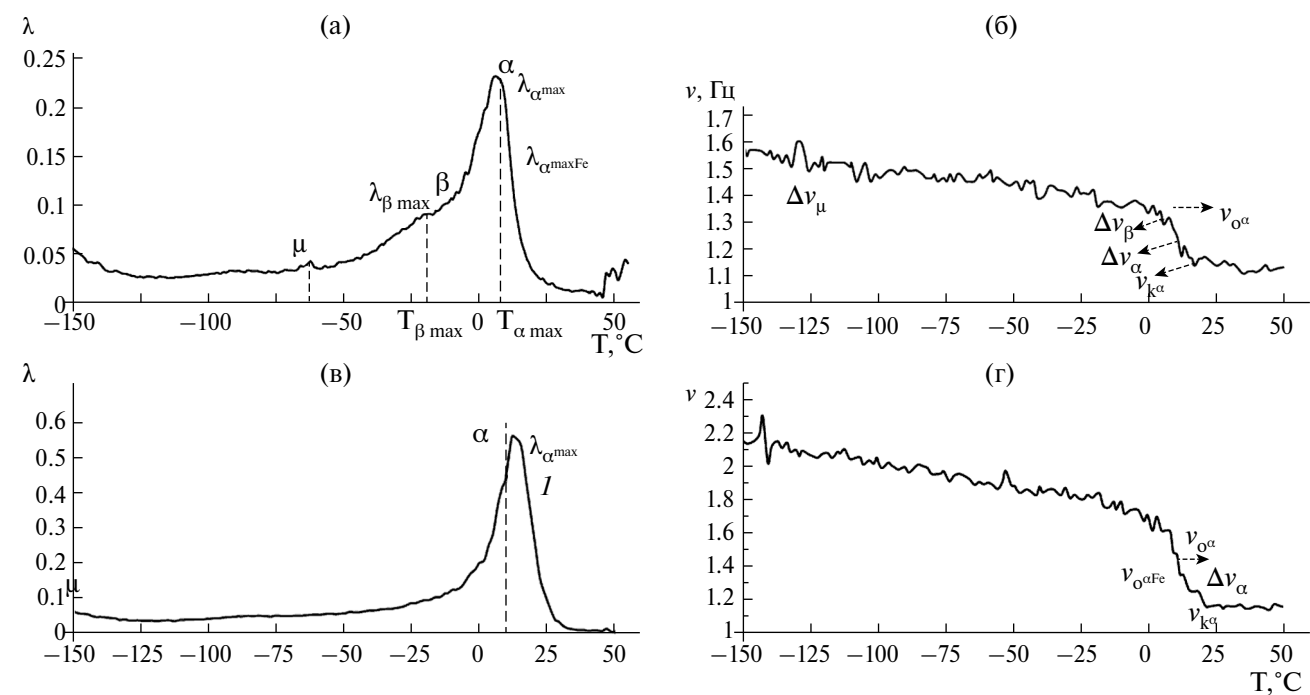 (а)
λ
0.25
0.2
0.15
0.1
0.05
0
α
λαmax
λαmaxFe
β
λβ max
μ
−150 −100 −50 Tβ max 0 Tα max 50
T,°C
(б)
ν, Гц
1.7
1.6
1.5
1.4
1.3
1.2
1.1
1
Δνμ
νoα
Δνβ
Δνα
νkα
−150 −125 −100 −75 −50 −25 0 25 50
(в)
λ
0.6
0.5
0.4
0.3
0.2
0.1
0
α
λαmax
1
μ
−150 −125 −100 −75 −50 −25 0 25 50
(г)
ν
2.4
2.2
2
1.8
1.6
1.4
1.2
1
νoα
νoαFe
Δνα
νkα
−150 −125 −100 −75 −50 −25 0 25 50
T,°C